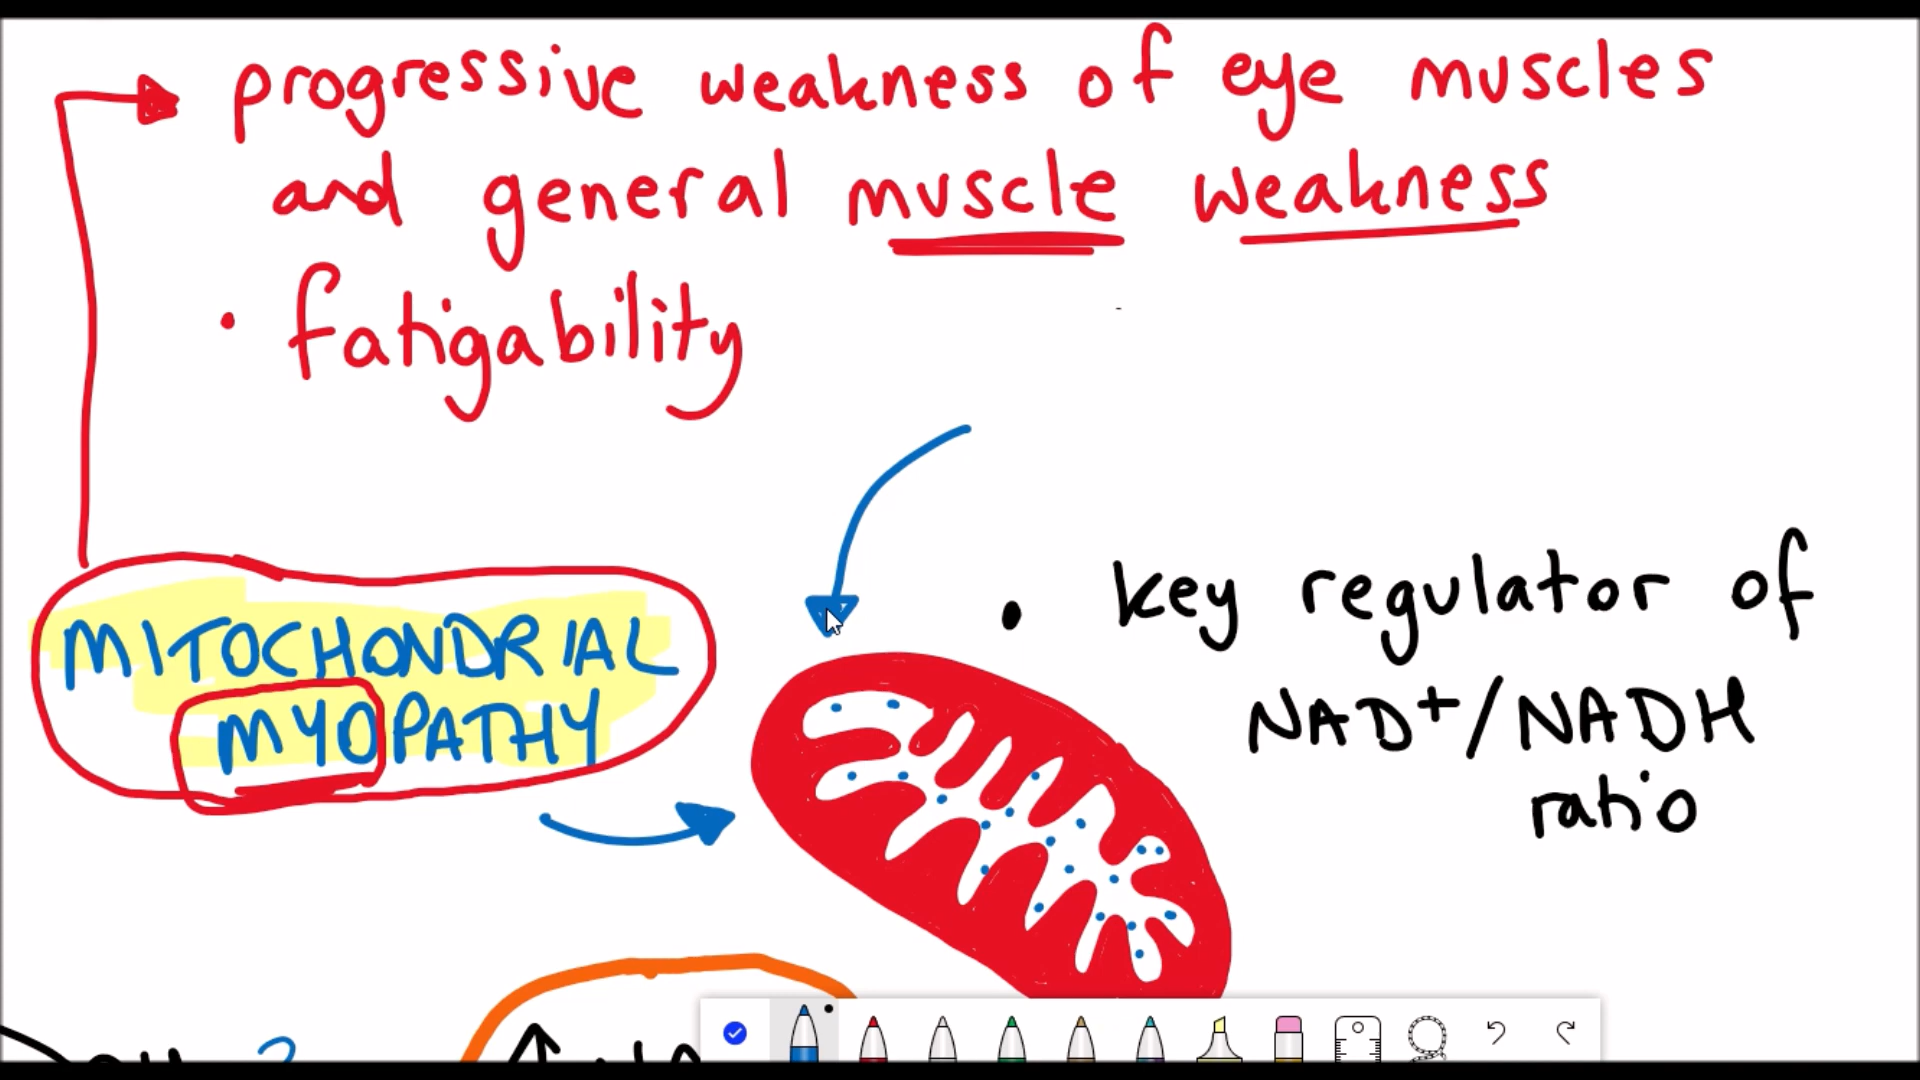 progressive weakness of eye muscles
and general muscle weakness
• fatigability
MITOCHONDRIAL
MYOPATHY
• key regulator of
NAD+/NADH
ratio